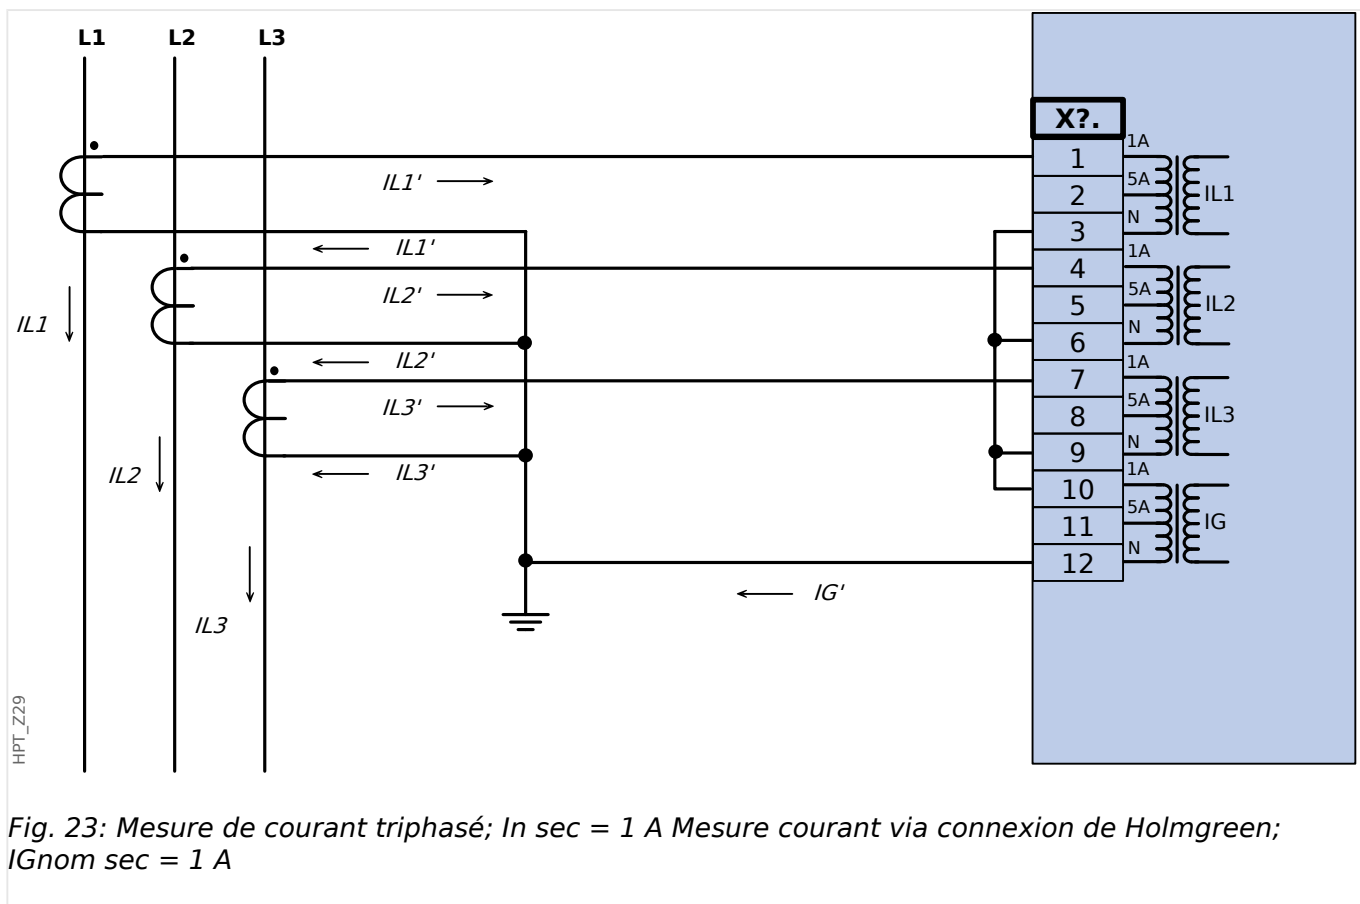 L1 L2 L3
X?.
1 1A
2 5A IL1
3 N
4 1A
5 5A IL2
6 N
7 1A
8 5A IL3
9 N
10 1A
11 5A IG
12 N
IL1'
IL1'
IL2'
IL1
IL2'
IL3'
IL2
IL3'
IG'
IL3
HPT_Z29
Fig. 23: Mesure de courant triphasé; In sec = 1 A Mesure courant via connexion de Holmgreen;
IGnom sec = 1 A